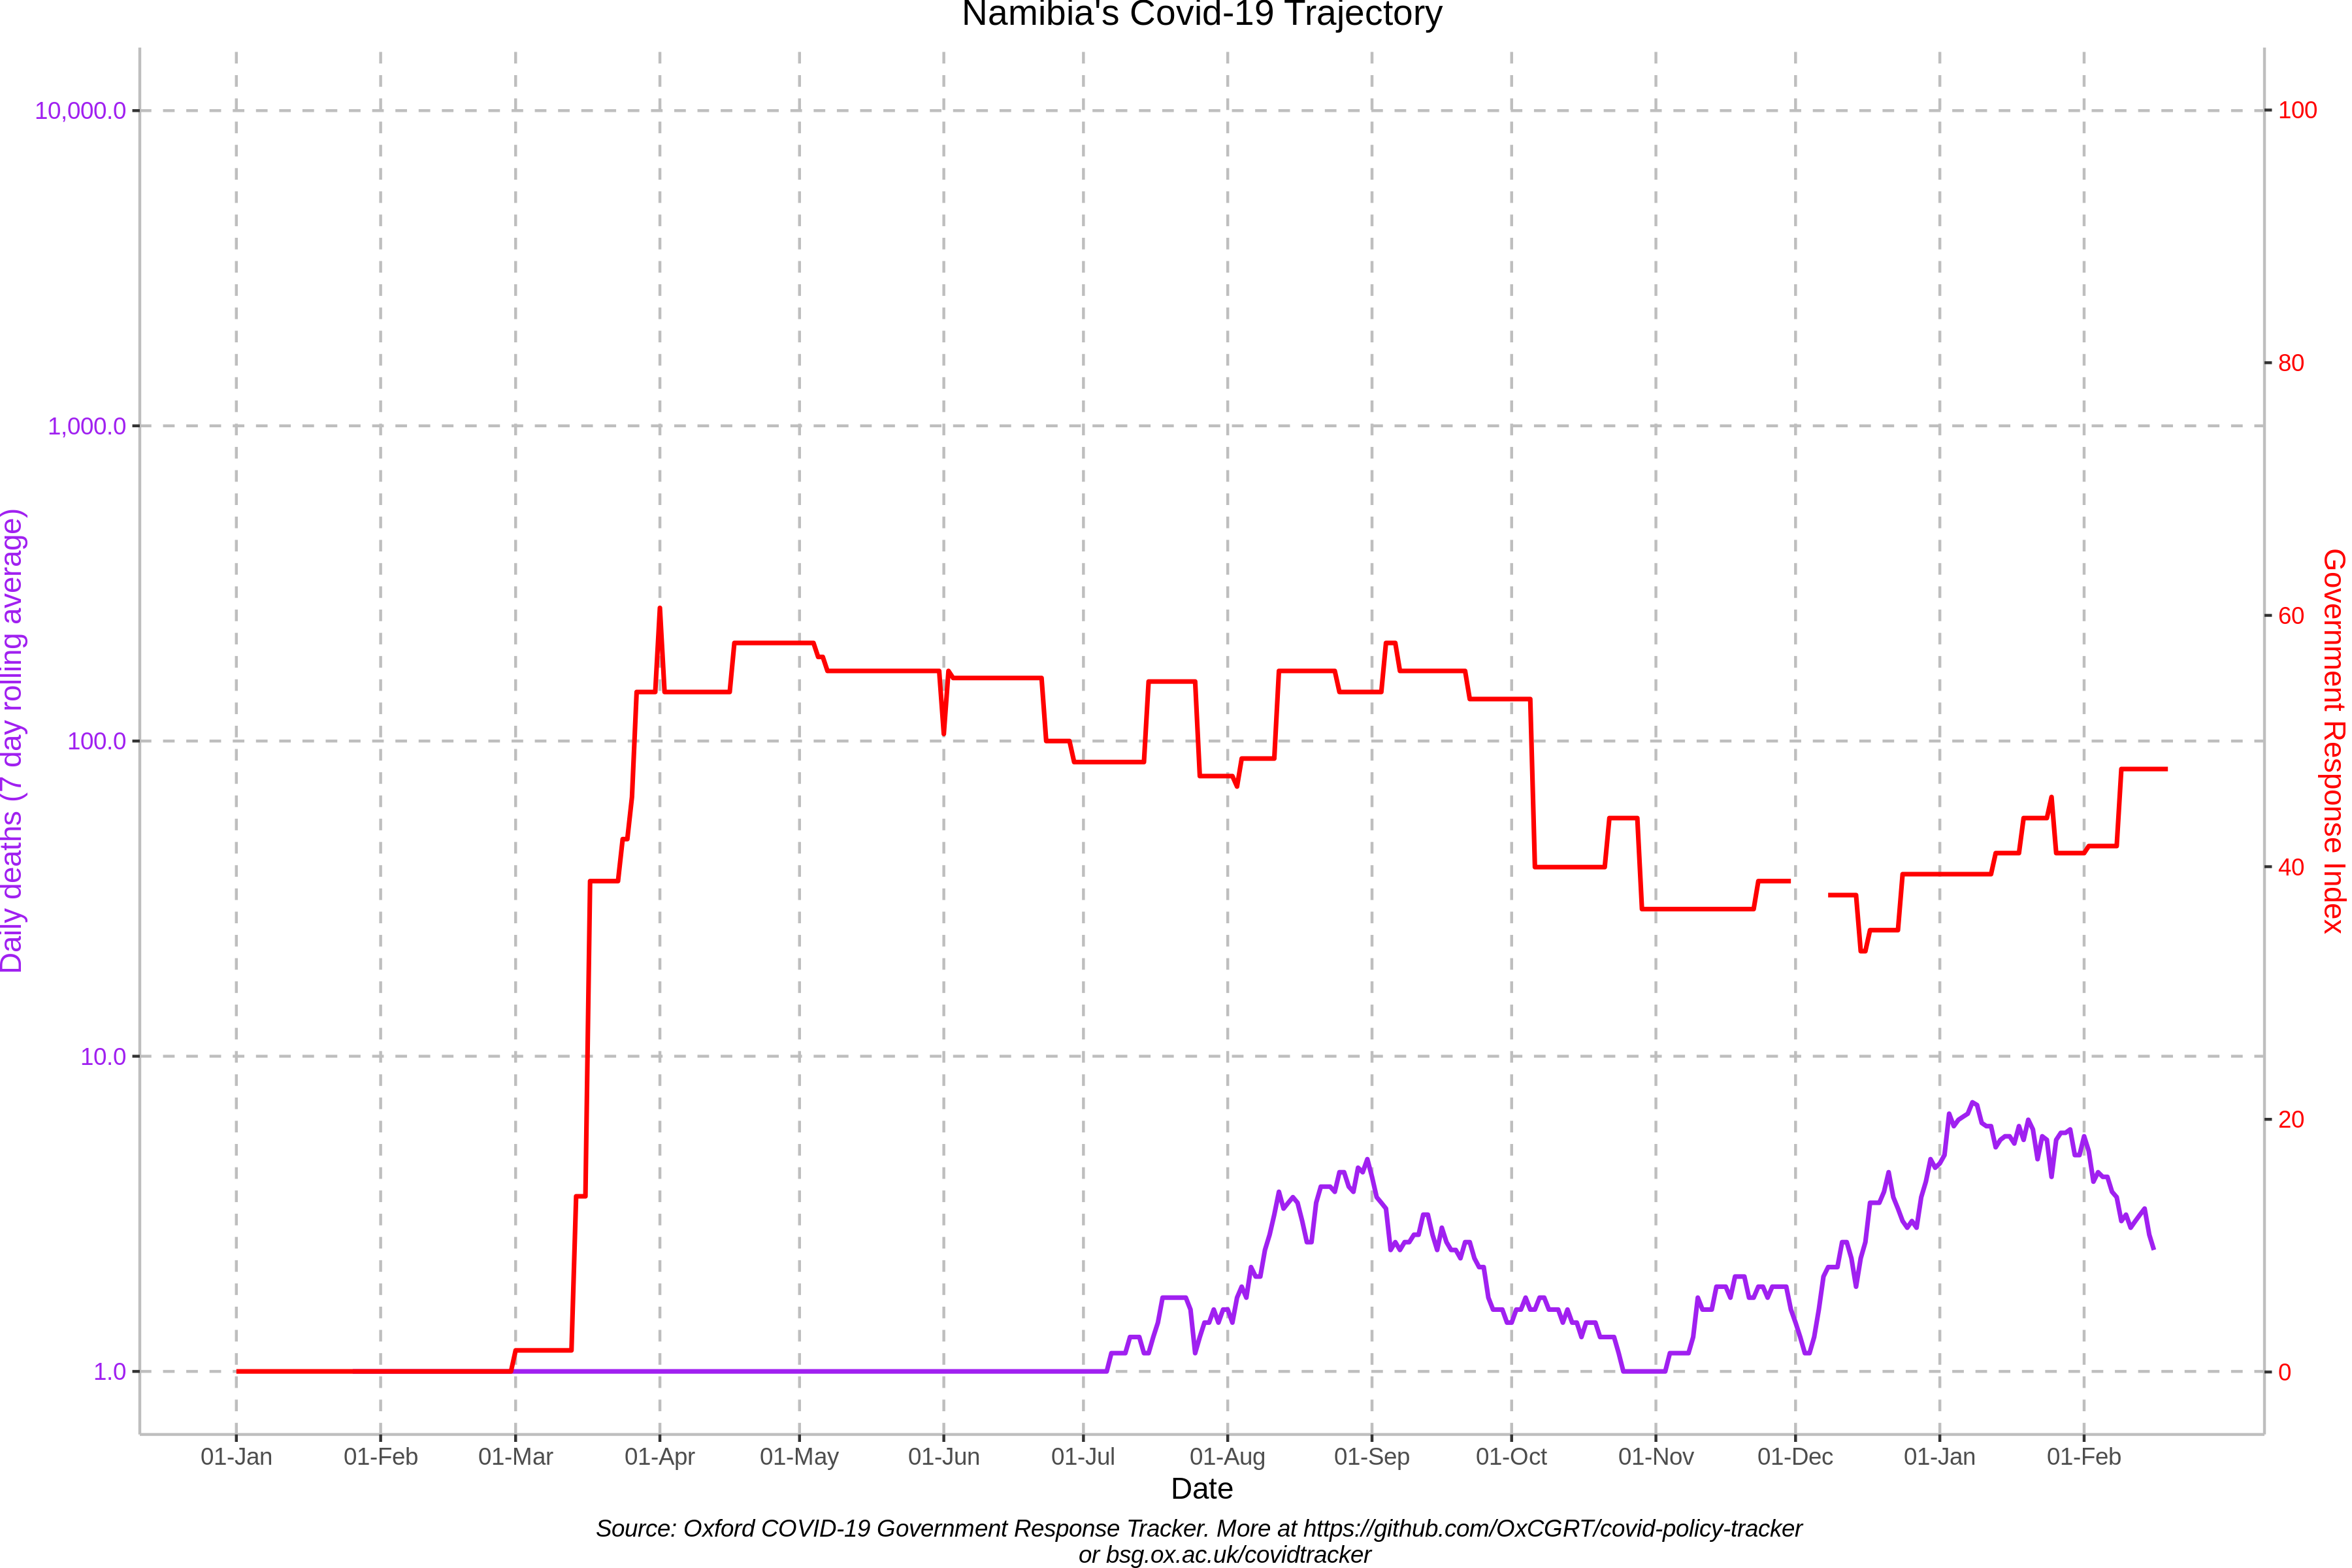 Namibia's Covid-19 Trajectory
10,000.0
1,000.0
100.0
10.0
1.0
Daily deaths (7 day rolling average)
100
80
60
40
20
0
Government Response Index
01-Jan 01-Feb 01-Mar 01-Apr 01-May 01-Jun 01-Jul 01-Aug 01-Sep 01-Oct 01-Nov 01-Dec 01-Jan 01-Feb
Date
Source: Oxford COVID-19 Government Response Tracker. More at https://github.com/OxCGRT/covid-policy-tracker
or bsg.ox.ac.uk/covidtracker